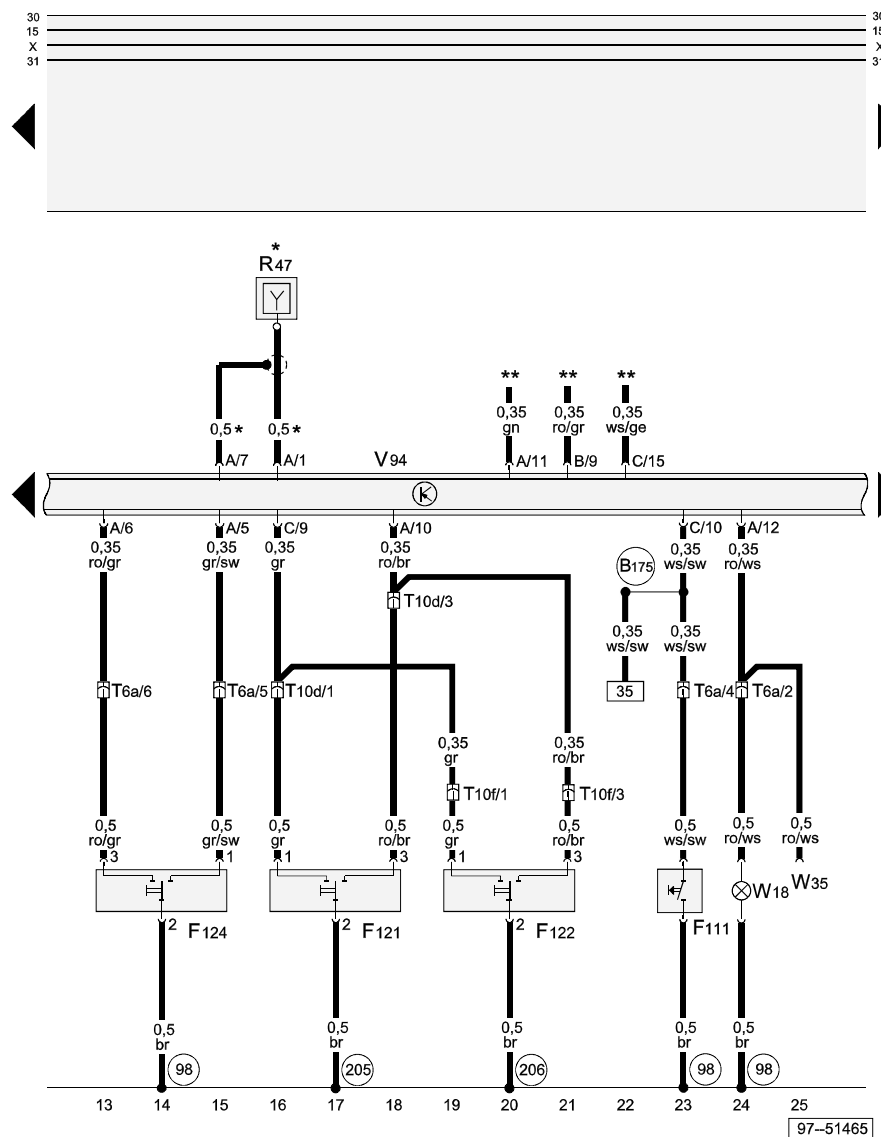 30 30
15 15
X X
31 31
*
R47
** ** **
0,35 0,35 0,35
gn ro/gr ws/ge
0,5* 0,5*
A/7 A/1 V94 A/11 B/9 C/15
A/6 A/5 C/9 A/10 C/10 A/12
0,35 0,35 0,35 0,35 0,35 0,35
ro/gr gr/sw gr ro/br ws/sw ro/ws
B175
T10d/3
0,35 0,35
ws/sw ws/sw
T6a/6 T6a/5 T10d/1 35 T6a/4 T6a/2
0,35 0,35
gr ro/br
T10f/1 T10f/3
0,5 0,5 0,5 0,5 0,5 0,5 0,5 0,5 0,5
ro/gr gr/sw gr ro/br gr ro/br ws/sw ro/ws ro/ws
3 1 1 3 1 3
W18 W35
2 F124 2 F121 2 F122 F111
0,5 0,5 0,5 0,5 0,5
br br br br br
98 205 206 98 98
13 14 15 16 17 18 19 20 21 22 23 24 25
97--51465